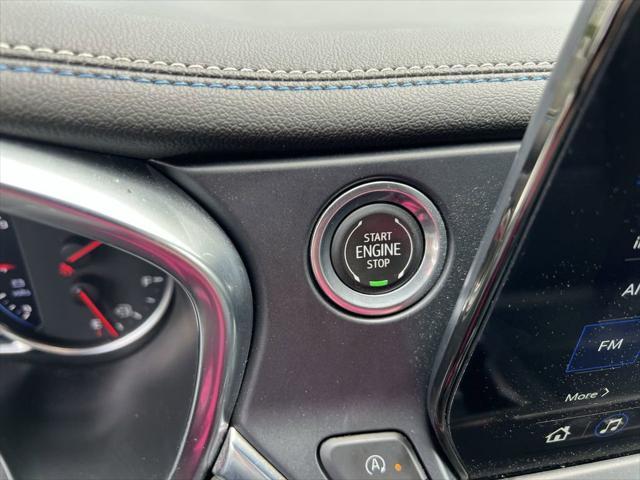 START
ENGINE
STOP
FM
More >
A